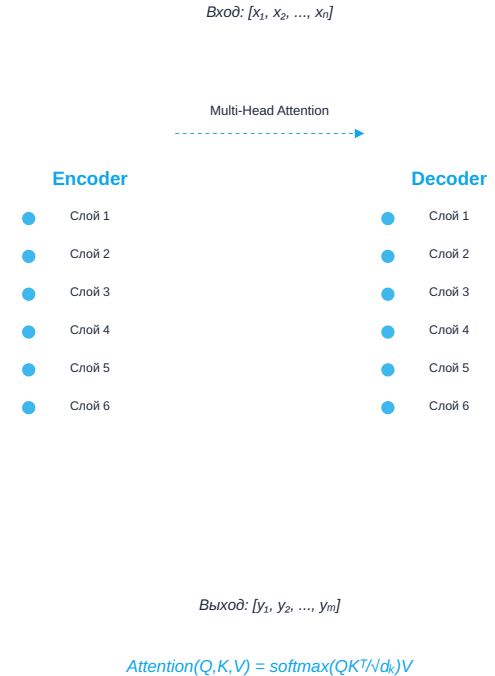 Вход: [x₁, x₂, ..., xₙ]
Multi-Head Attention
Encoder
Слой 1
Слой 2
Слой 3
Слой 4
Слой 5
Слой 6
Decoder
Слой 1
Слой 2
Слой 3
Слой 4
Слой 5
Слой 6
Выход: [y₁, y₂, ..., yₘ]
Attention(Q,K,V) = softmax(QKᵀ/√dₖ)V